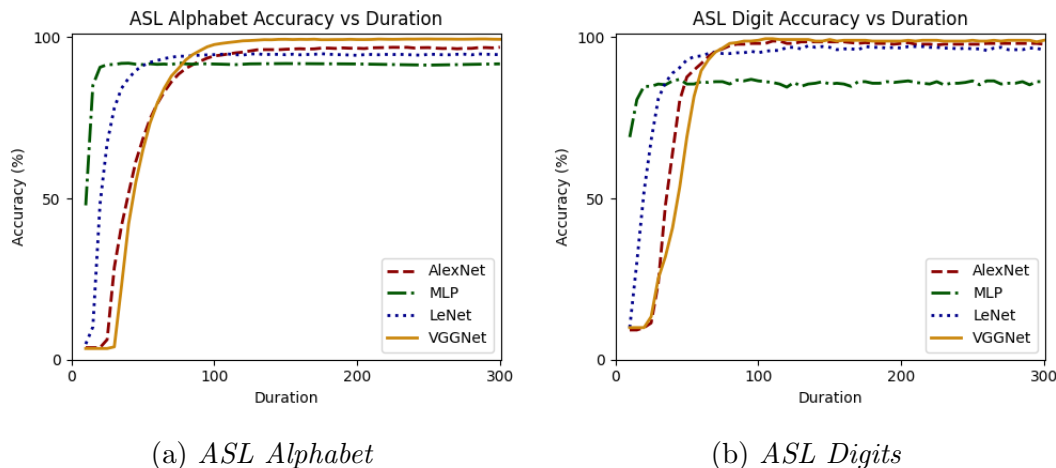 ASL Alphabet Accuracy vs Duration
100
50
0
Accuracy (%)
0 100 200 300
Duration
AlexNet
MLP
LeNet
VGGNet
(a) ASL Alphabet
ASL Digit Accuracy vs Duration
100
50
0
Accuracy (%)
0 100 200 300
Duration
AlexNet
MLP
LeNet
VGGNet
(b) ASL Digits